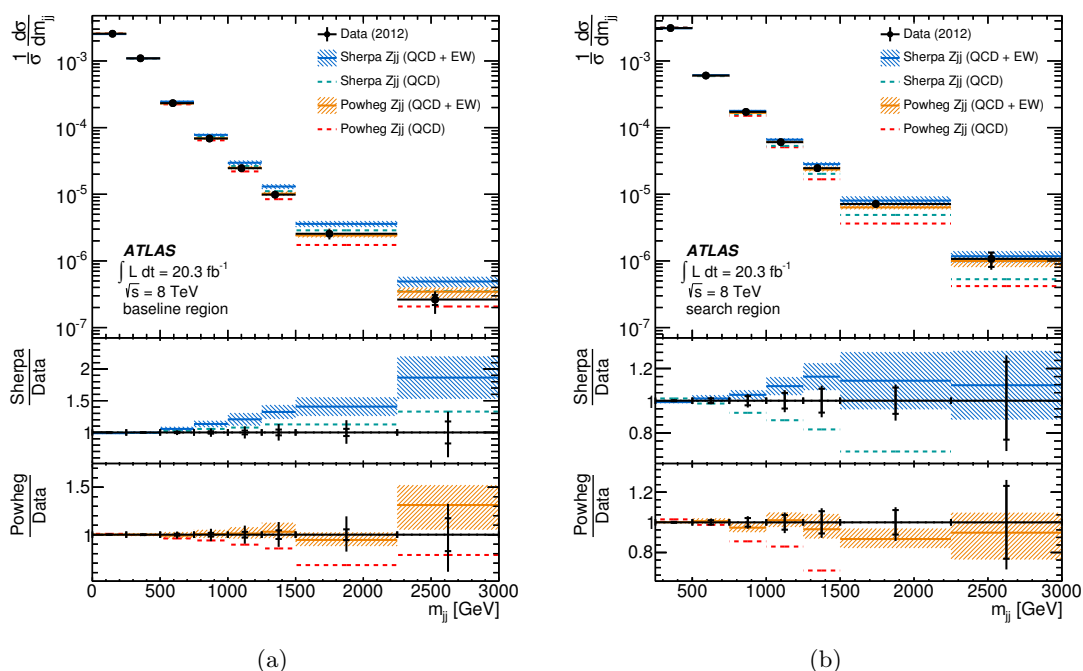 1/σ dσ/dm_jj
10⁻³
10⁻⁴
10⁻⁵
10⁻⁶
10⁻⁷
Data (2012)
Sherpa Zjj (QCD + EW)
Sherpa Zjj (QCD)
Powheg Zjj (QCD + EW)
Powheg Zjj (QCD)
ATLAS
∫ L dt = 20.3 fb⁻¹
√s = 8 TeV
baseline region
Sherpa/Data
2
1.5
1
Powheg/Data
1.5
1
0 500 1000 1500 2000 2500 3000
m_jj [GeV]
(a)
1/σ dσ/dm_jj
10⁻³
10⁻⁴
10⁻⁵
10⁻⁶
10⁻⁷
Data (2012)
Sherpa Zjj (QCD + EW)
Sherpa Zjj (QCD)
Powheg Zjj (QCD + EW)
Powheg Zjj (QCD)
ATLAS
∫ L dt = 20.3 fb⁻¹
√s = 8 TeV
search region
Sherpa/Data
1.2
1
0.8
Powheg/Data
1.2
1
0.8
500 1000 1500 2000 2500 3000
m_jj [GeV]
(b)